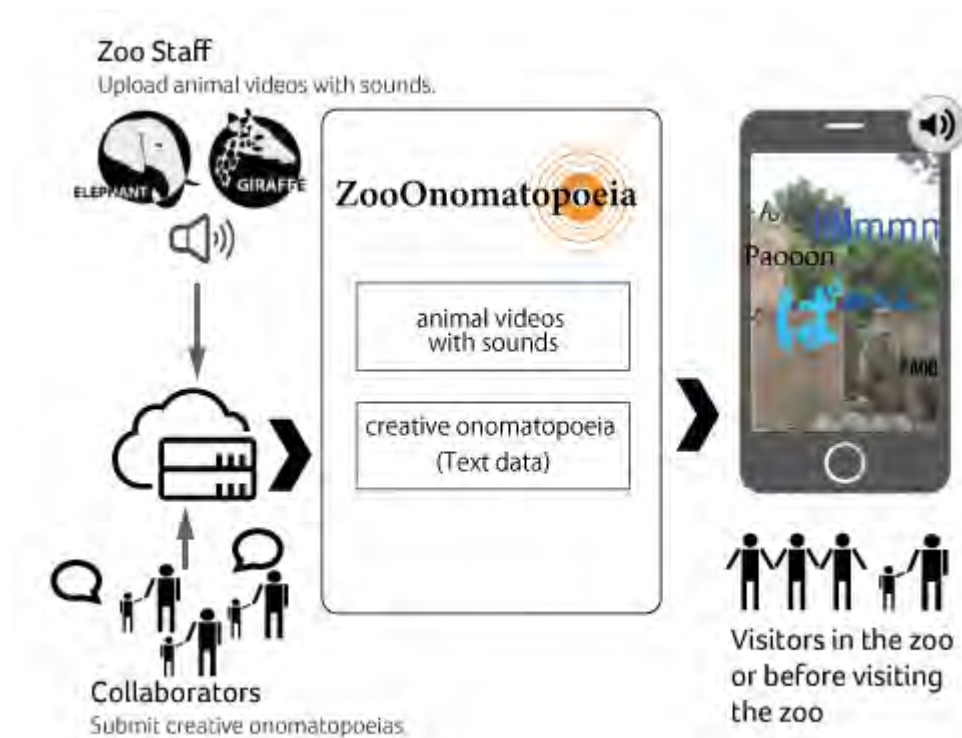 Zoo Staff
Upload animal videos with sounds.
ELEPHANT
GIRAFFE
ZooOnomatopoeia
animal videos
with sounds
creative onomatopoeia
(Text data)
Paooon
Collaborators
Submit creative onomatopoeias
Visitors in the zoo
or before visiting
the zoo